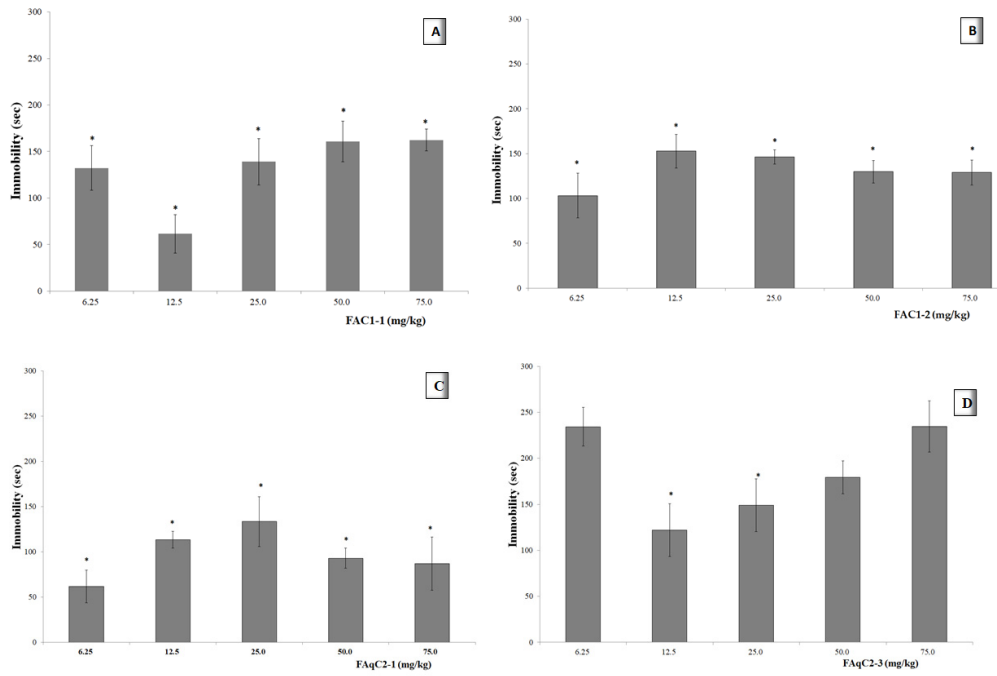 A
Immobility (sec)
300
250
200
150
100
50
0
*
*
*
*
*
6.25 12.5 25.0 50.0 75.0
FAC1-1 (mg/kg)
B
Immobility (sec)
300
250
200
150
100
50
0
*
*
*
*
*
6.25 12.5 25.0 50.0 75.0
FAC1-2 (mg/kg)
C
Immobility (sec)
300
250
200
150
100
50
0
*
*
*
*
*
6.25 12.5 25.0 50.0 75.0
FAqC2-1 (mg/kg)
D
Immobility (sec)
300
250
200
150
100
50
0
*
*
6.25 12.5 25.0 50.0 75.0
FAqC2-3 (mg/kg)